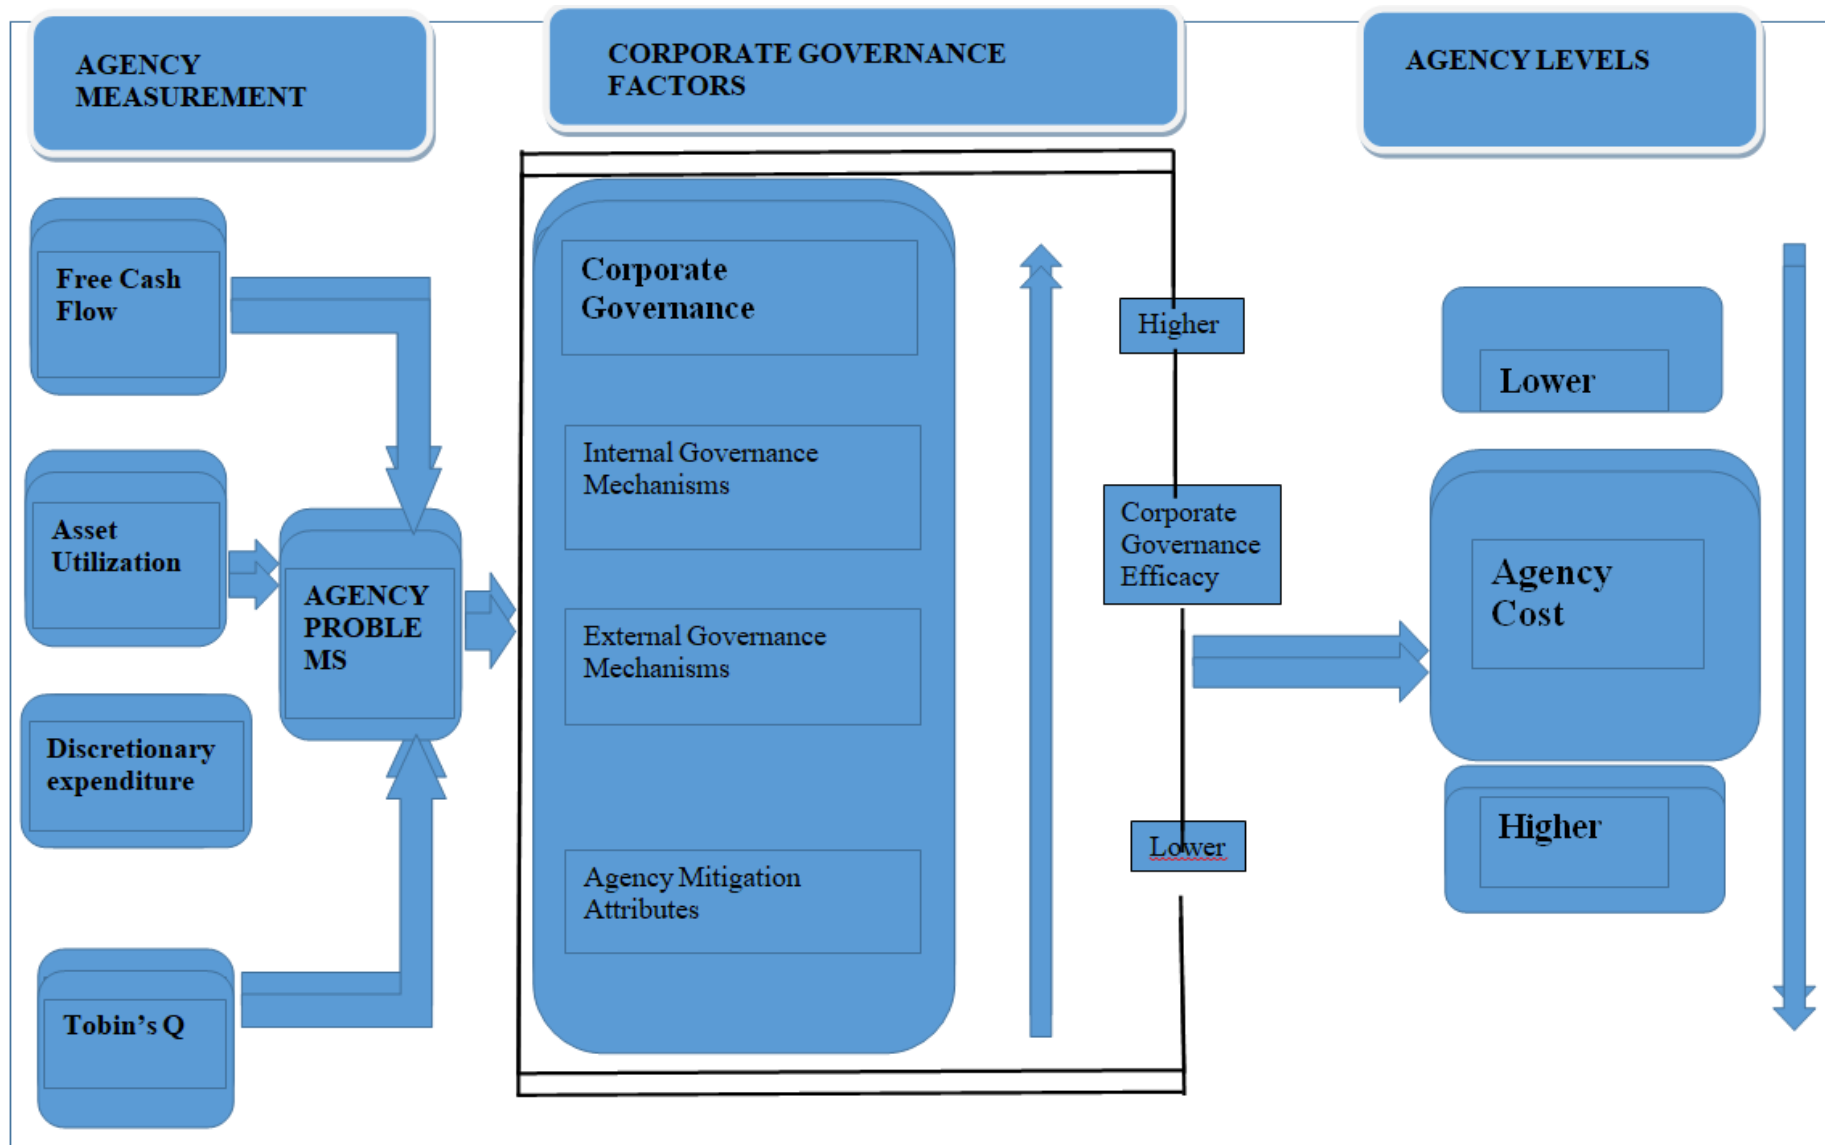 AGENCY
MEASUREMENT
CORPORATE GOVERNANCE
FACTORS
AGENCY LEVELS
Free Cash
Flow
Asset
Utilization
Discretionary
expenditure
Tobin’s Q
AGENCY
PROBLE
MS
Corporate
Governance
Internal Governance
Mechanisms
External Governance
Mechanisms
Agency Mitigation
Attributes
Higher
Corporate
Governance
Efficacy
Lower
Lower
Agency
Cost
Higher